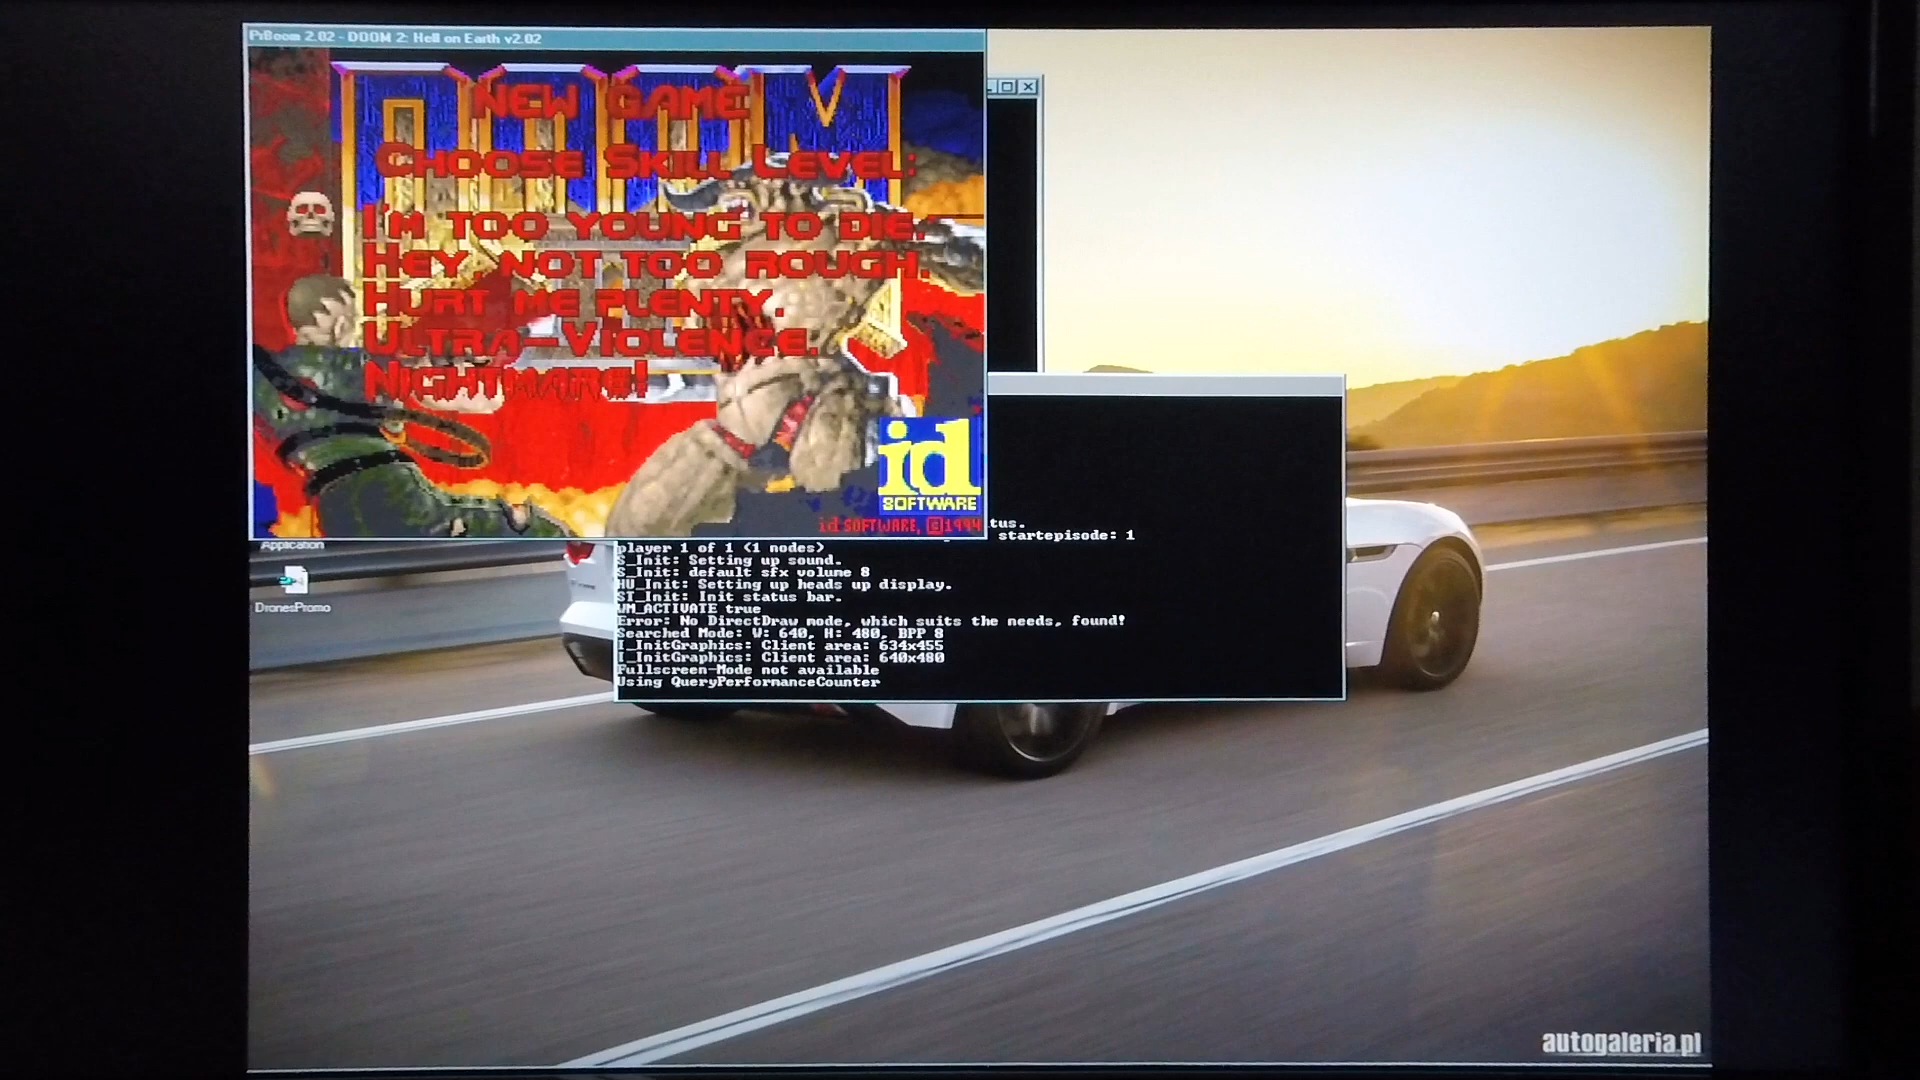 PrBoom 2.02 - DOOM 2: Hell on Earth v2.02
DOOM
NEW GAME
CHOOSE SKILL LEVEL:
I'M TOO YOUNG TO DIE.
HEY, NOT TOO ROUGH.
HURT ME PLENTY.
ULTRA-VIOLENCE.
NIGHTMARE!
id
SOFTWARE
id SOFTWARE, ©1994
Application
DronesPromo
tus.
startepisode: 1
player 1 of 1 (1 nodes)
S_Init: Setting up sound.
S_Init: default sfx volume 8
HU_Init: Setting up heads up display.
ST_Init: Init status bar.
WM_ACTIVATE true
Error: No DirectDraw mode, which suits the needs, found!
Searched Mode: W: 640, H: 480, BPP 8
I_InitGraphics: Client area: 634x455
I_InitGraphics: Client area: 640x480
Fullscreen-Mode not available
Using QueryPerformanceCounter
autogaleria.pl